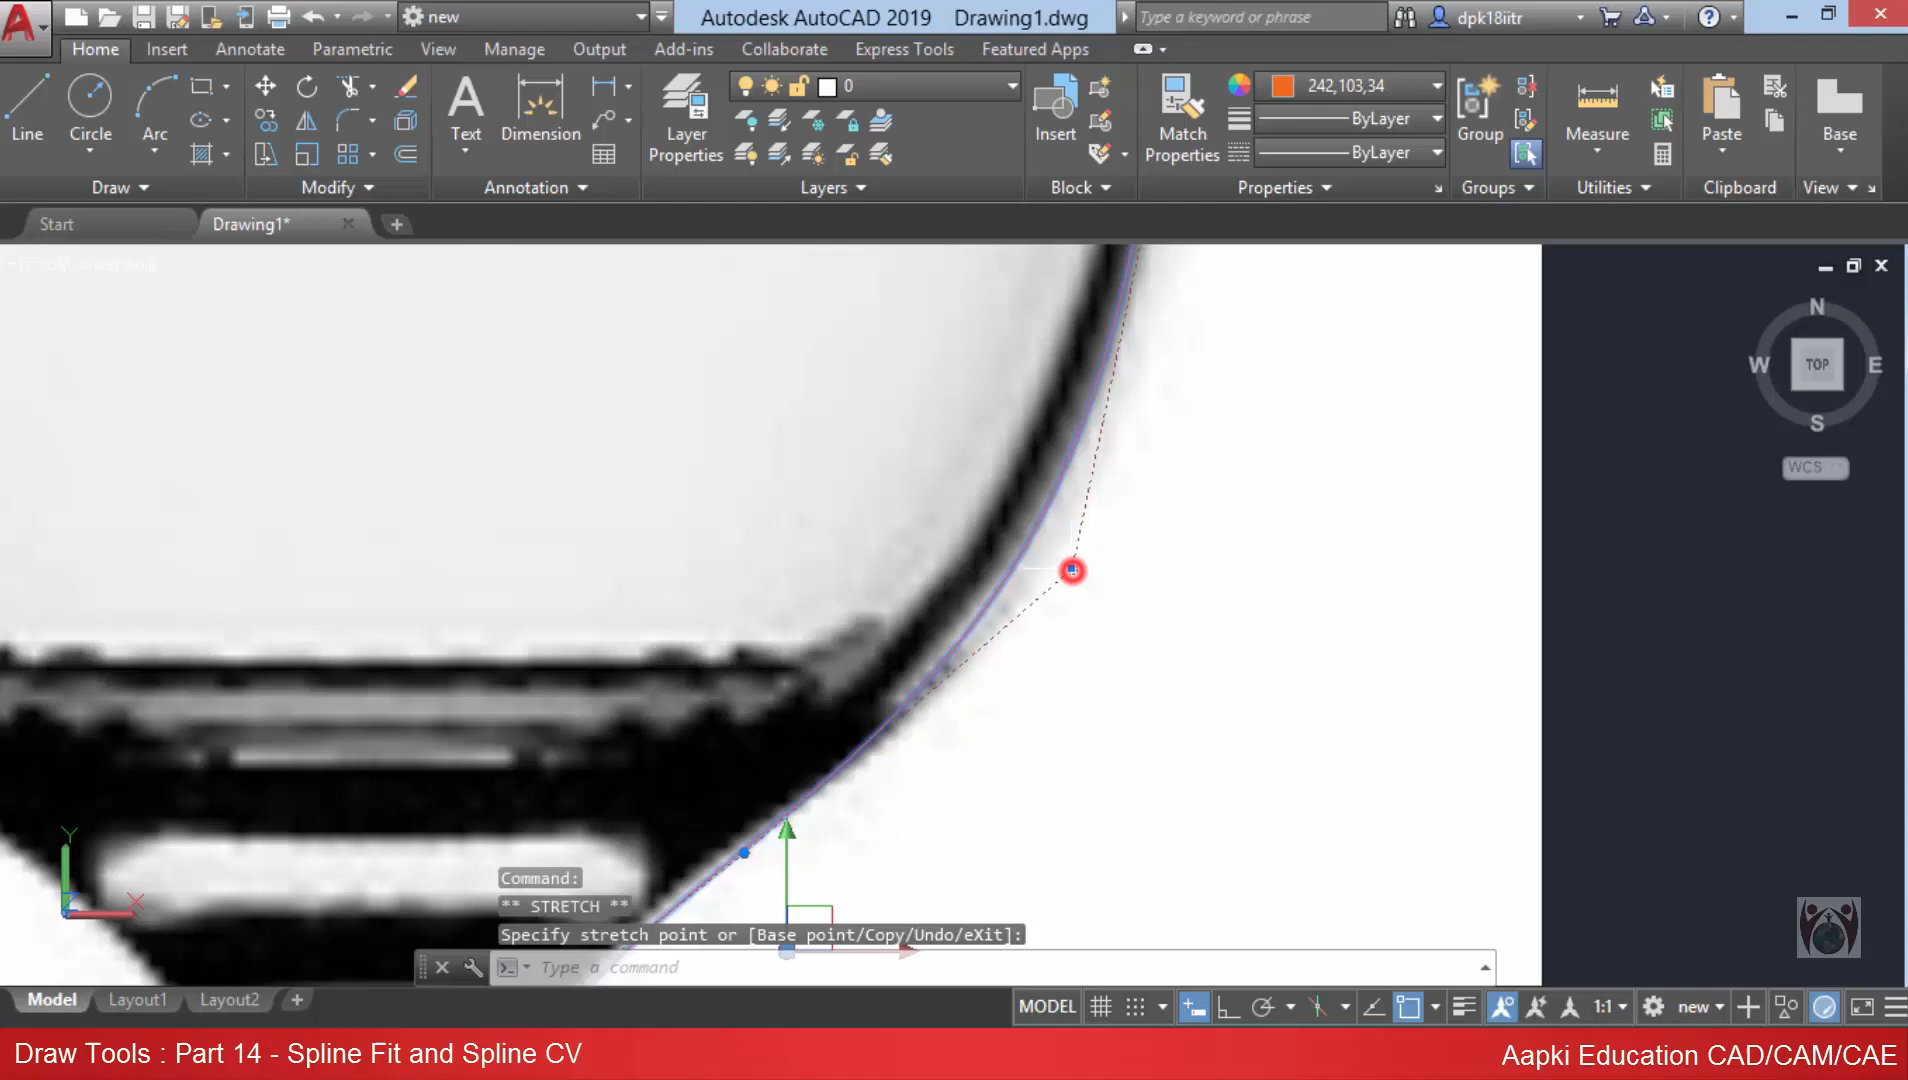 new
Autodesk AutoCAD 2019 Drawing1.dwg
Type a keyword or phrase
dpk18iitr
Home Insert Annotate Parametric View Manage Output Add-ins Collaborate Express Tools Featured Apps
Line Circle Arc
Text Dimension
Layer Properties
0
Insert
Match Properties
242,103,34
ByLayer
ByLayer
Group
Measure
Paste
Base
Draw Modify Annotation Layers Block Properties Groups Utilities Clipboard View
Start Drawing1*
N
W TOP E
S
WCS
Y
X
Command:
** STRETCH **
Specify stretch point or [Base point/Copy/Undo/eXit]:
Type a command
Model Layout1 Layout2
MODEL 1:1 new
Draw Tools : Part 14 - Spline Fit and Spline CV
Aapki Education CAD/CAM/CAE